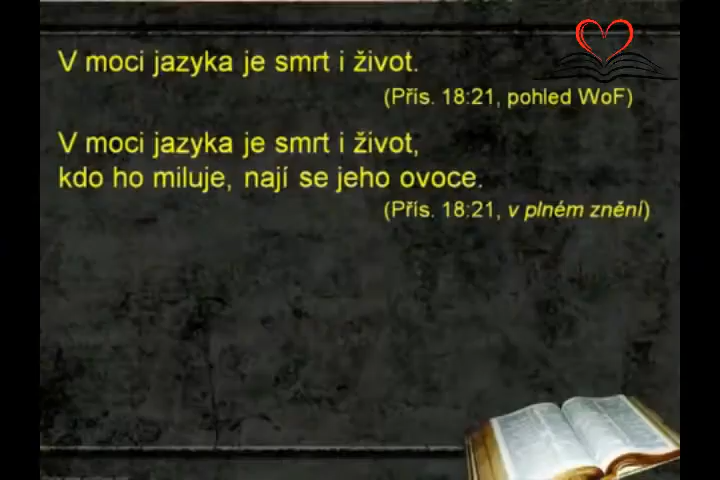 V moci jazyka je smrt i život.
(Přís. 18:21, pohled WoF)
V moci jazyka je smrt i život,
kdo ho miluje, nají se jeho ovoce.
(Přís. 18:21, v plném znění)